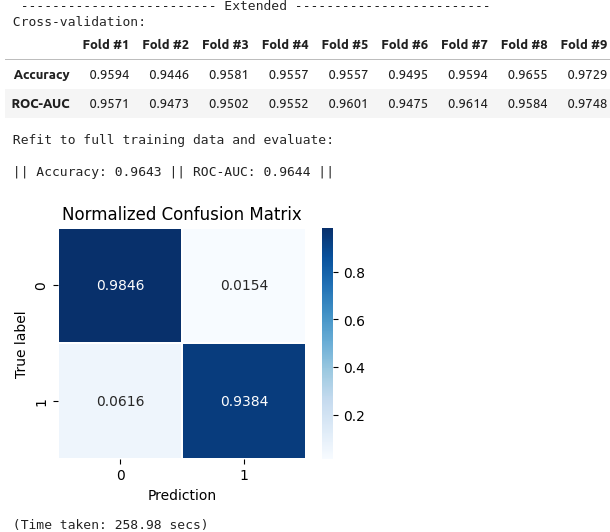 ------------------------ Extended ------------------------
Cross-validation:
Fold #1 Fold #2 Fold #3 Fold #4 Fold #5 Fold #6 Fold #7 Fold #8 Fold #9
Accuracy 0.9594 0.9446 0.9581 0.9557 0.9557 0.9495 0.9594 0.9655 0.9729
ROC-AUC 0.9571 0.9473 0.9502 0.9552 0.9601 0.9475 0.9614 0.9584 0.9748
Refit to full training data and evaluate:
|| Accuracy: 0.9643 || ROC-AUC: 0.9644 ||
Normalized Confusion Matrix
True label
0
1
0.9846 0.0154
0.0616 0.9384
0 1
Prediction
0.8
0.6
0.4
0.2
(Time taken: 258.98 secs)